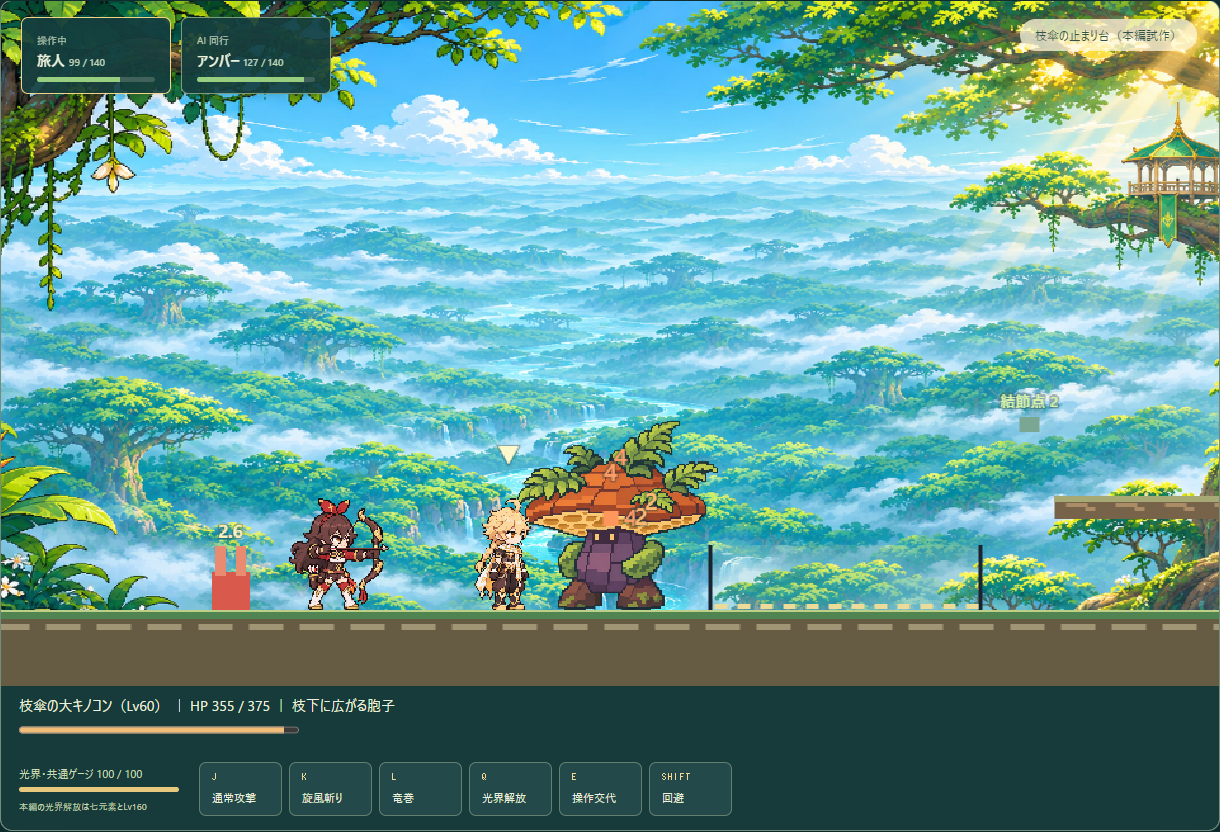 操作中
旅人 99 / 140
AI 同行
アンバー 127 / 140
枝傘の止まり台（本編試作）
結節点 2
2.6
4
4
2
42
枝傘の大キノコン（Lv60） | HP 355 / 375 | 枝下に広がる胞子
光界・共通ゲージ 100 / 100
本編の光界解放は七元素とLv160
J
通常攻撃
K
旋風斬り
L
竜巻
Q
光界解放
E
操作交代
SHIFT
回避